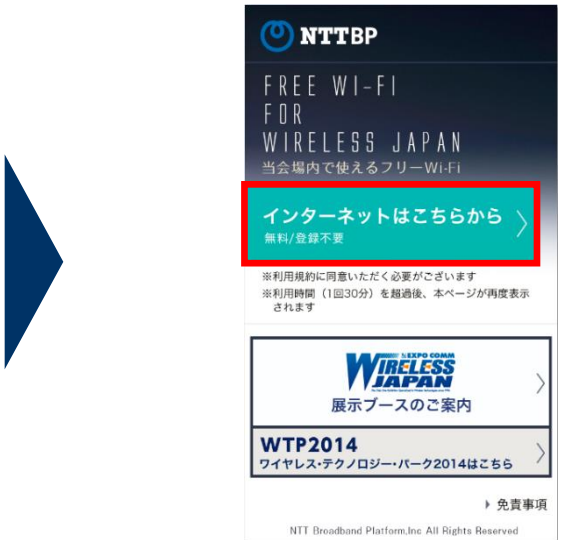 NTTBP
FREE WI-FI
FOR
WIRELESS JAPAN
当会場内で使えるフリーWi-Fi
インターネットはこちらから
無料/登録不要
※利用規約に同意いただく必要がございます
※利用時間（1回30分）を超過後、本ページが再度表示
されます
EXPO COMM
WIRELESS
JAPAN
展示ブースのご案内
WTP2014
ワイヤレス・テクノロジー・パーク2014はこちら
免責事項
NTT Broadband Platform,Inc All Rights Reserved